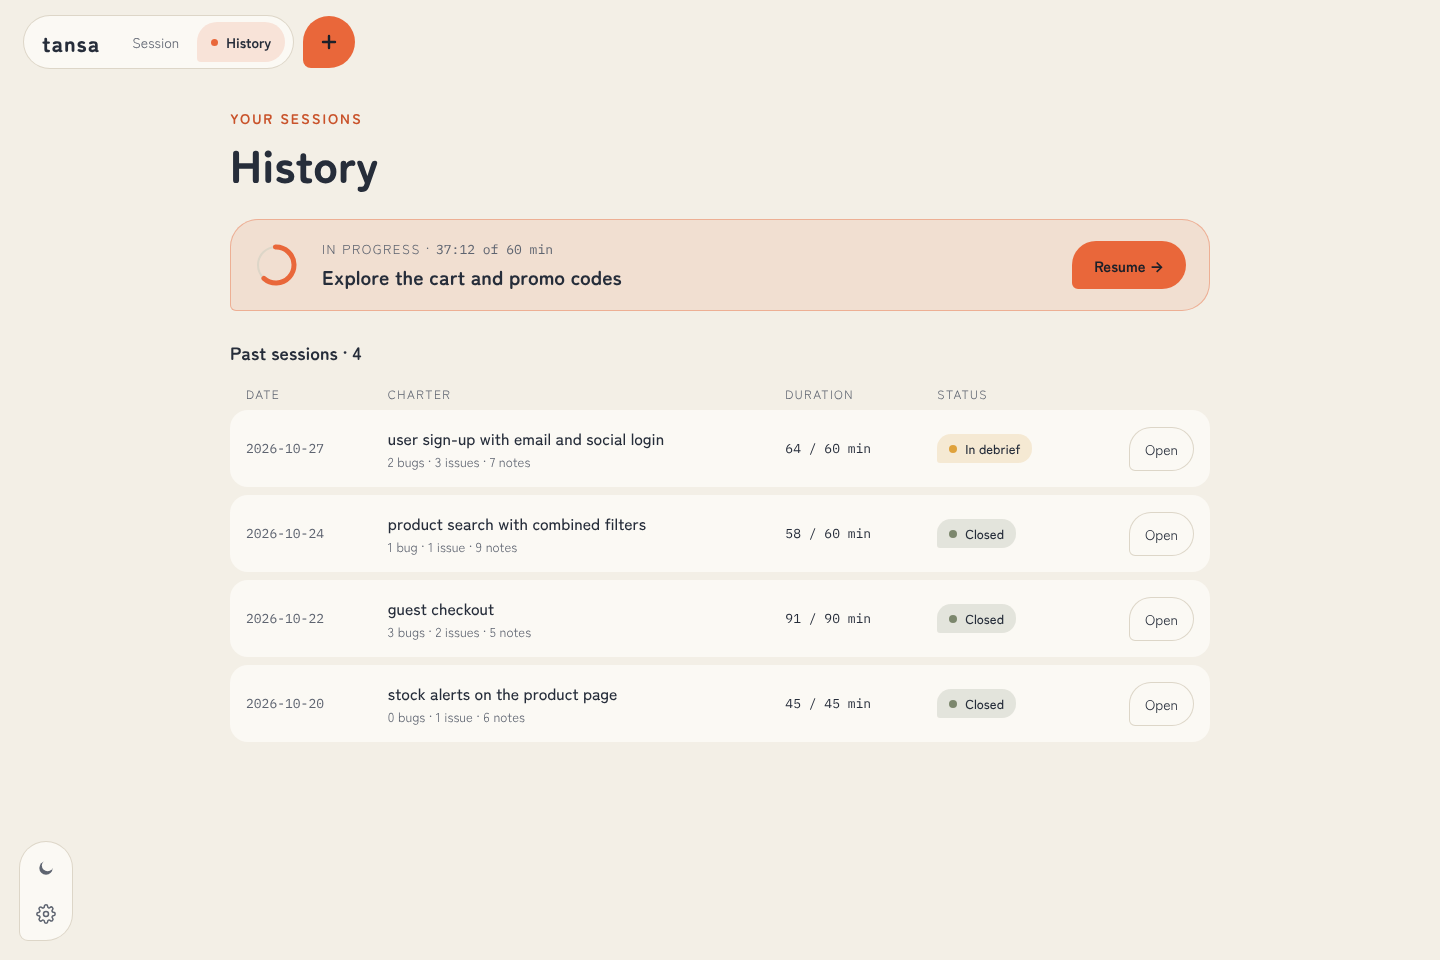 tansa Session History +
YOUR SESSIONS
History
IN PROGRESS · 37:12 of 60 min
Explore the cart and promo codes
Resume →
Past sessions · 4
DATE CHARTER DURATION STATUS
2026-10-27 user sign-up with email and social login 64 / 60 min In debrief Open
2 bugs · 3 issues · 7 notes
2026-10-24 product search with combined filters 58 / 60 min Closed Open
1 bug · 1 issue · 9 notes
2026-10-22 guest checkout 91 / 90 min Closed Open
3 bugs · 2 issues · 5 notes
2026-10-20 stock alerts on the product page 45 / 45 min Closed Open
0 bugs · 1 issue · 6 notes